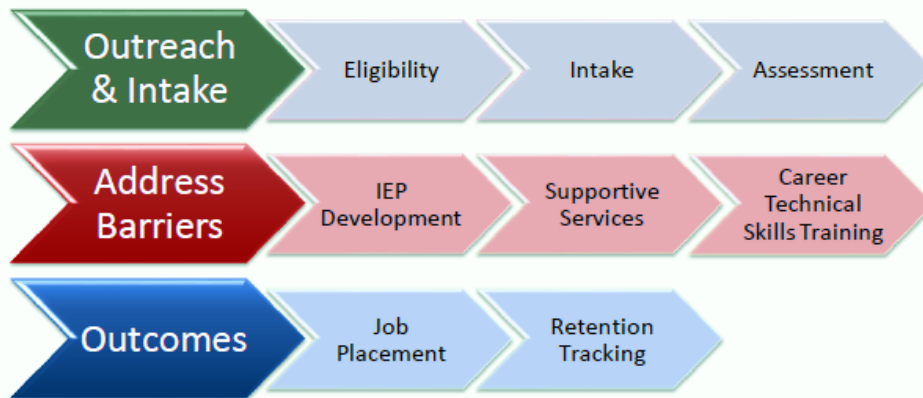 Outreach
& Intake
Eligibility
Intake
Assessment
Address
Barriers
IEP
Development
Supportive
Services
Career
Technical
Skills Training
Outcomes
Job
Placement
Retention
Tracking